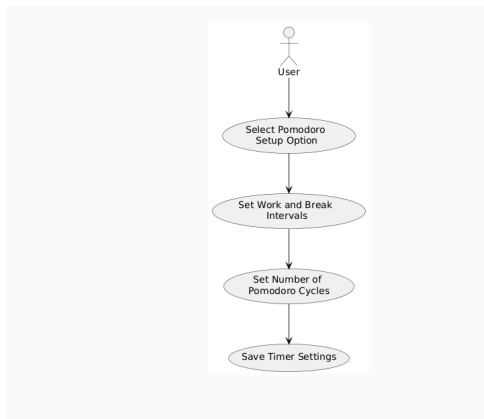 User
Select Pomodoro
Setup Option
Set Work and Break
Intervals
Set Number of
Pomodoro Cycles
Save Timer Settings